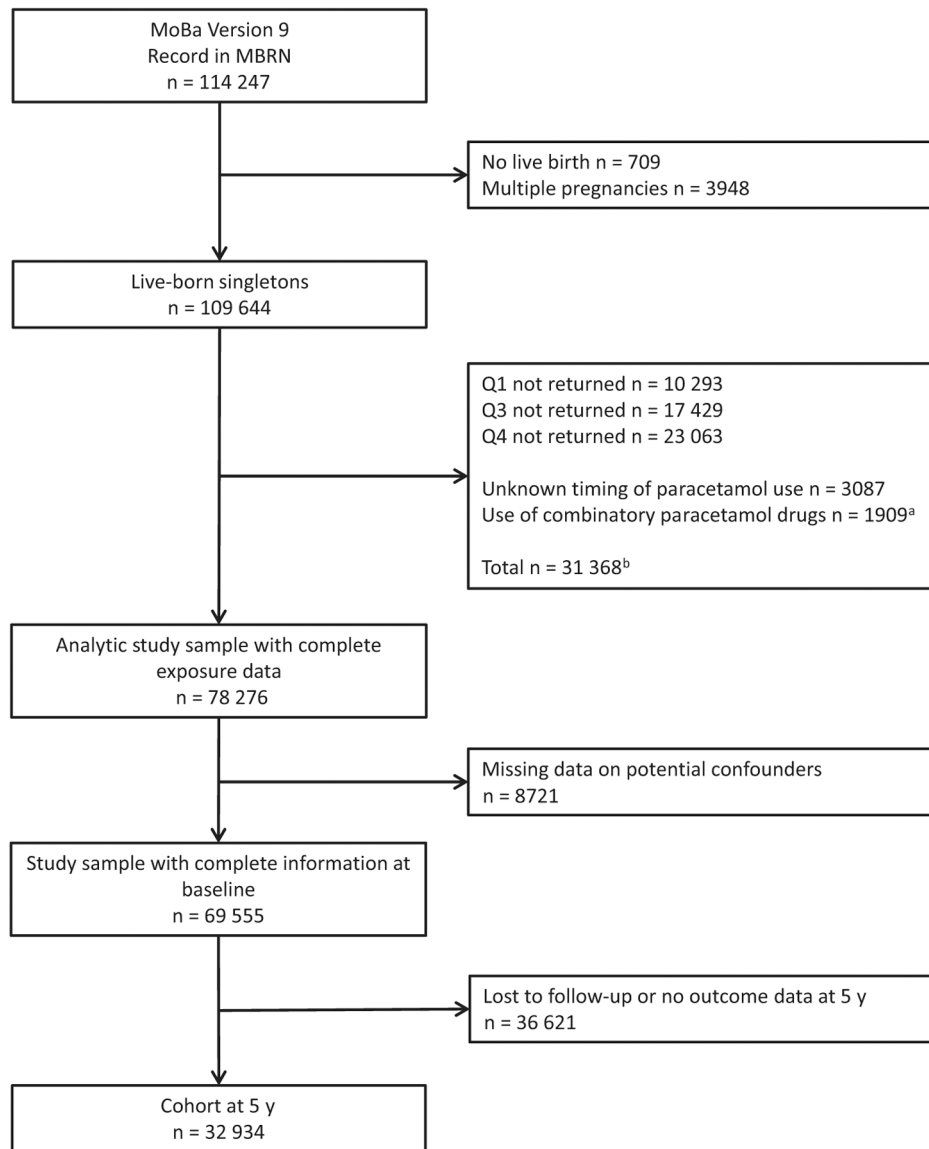 MoBa Version 9
Record in MBRN
n = 114 247
No live birth n = 709
Multiple pregnancies n = 3948
Live-born singletons
n = 109 644
Q1 not returned n = 10 293
Q3 not returned n = 17 429
Q4 not returned n = 23 063
Unknown timing of paracetamol use n = 3087
Use of combinatory paracetamol drugs n = 1909ᵃ
Total n = 31 368ᵇ
Analytic study sample with complete
exposure data
n = 78 276
Missing data on potential confounders
n = 8721
Study sample with complete information at
baseline
n = 69 555
Lost to follow-up or no outcome data at 5 y
n = 36 621
Cohort at 5 y
n = 32 934